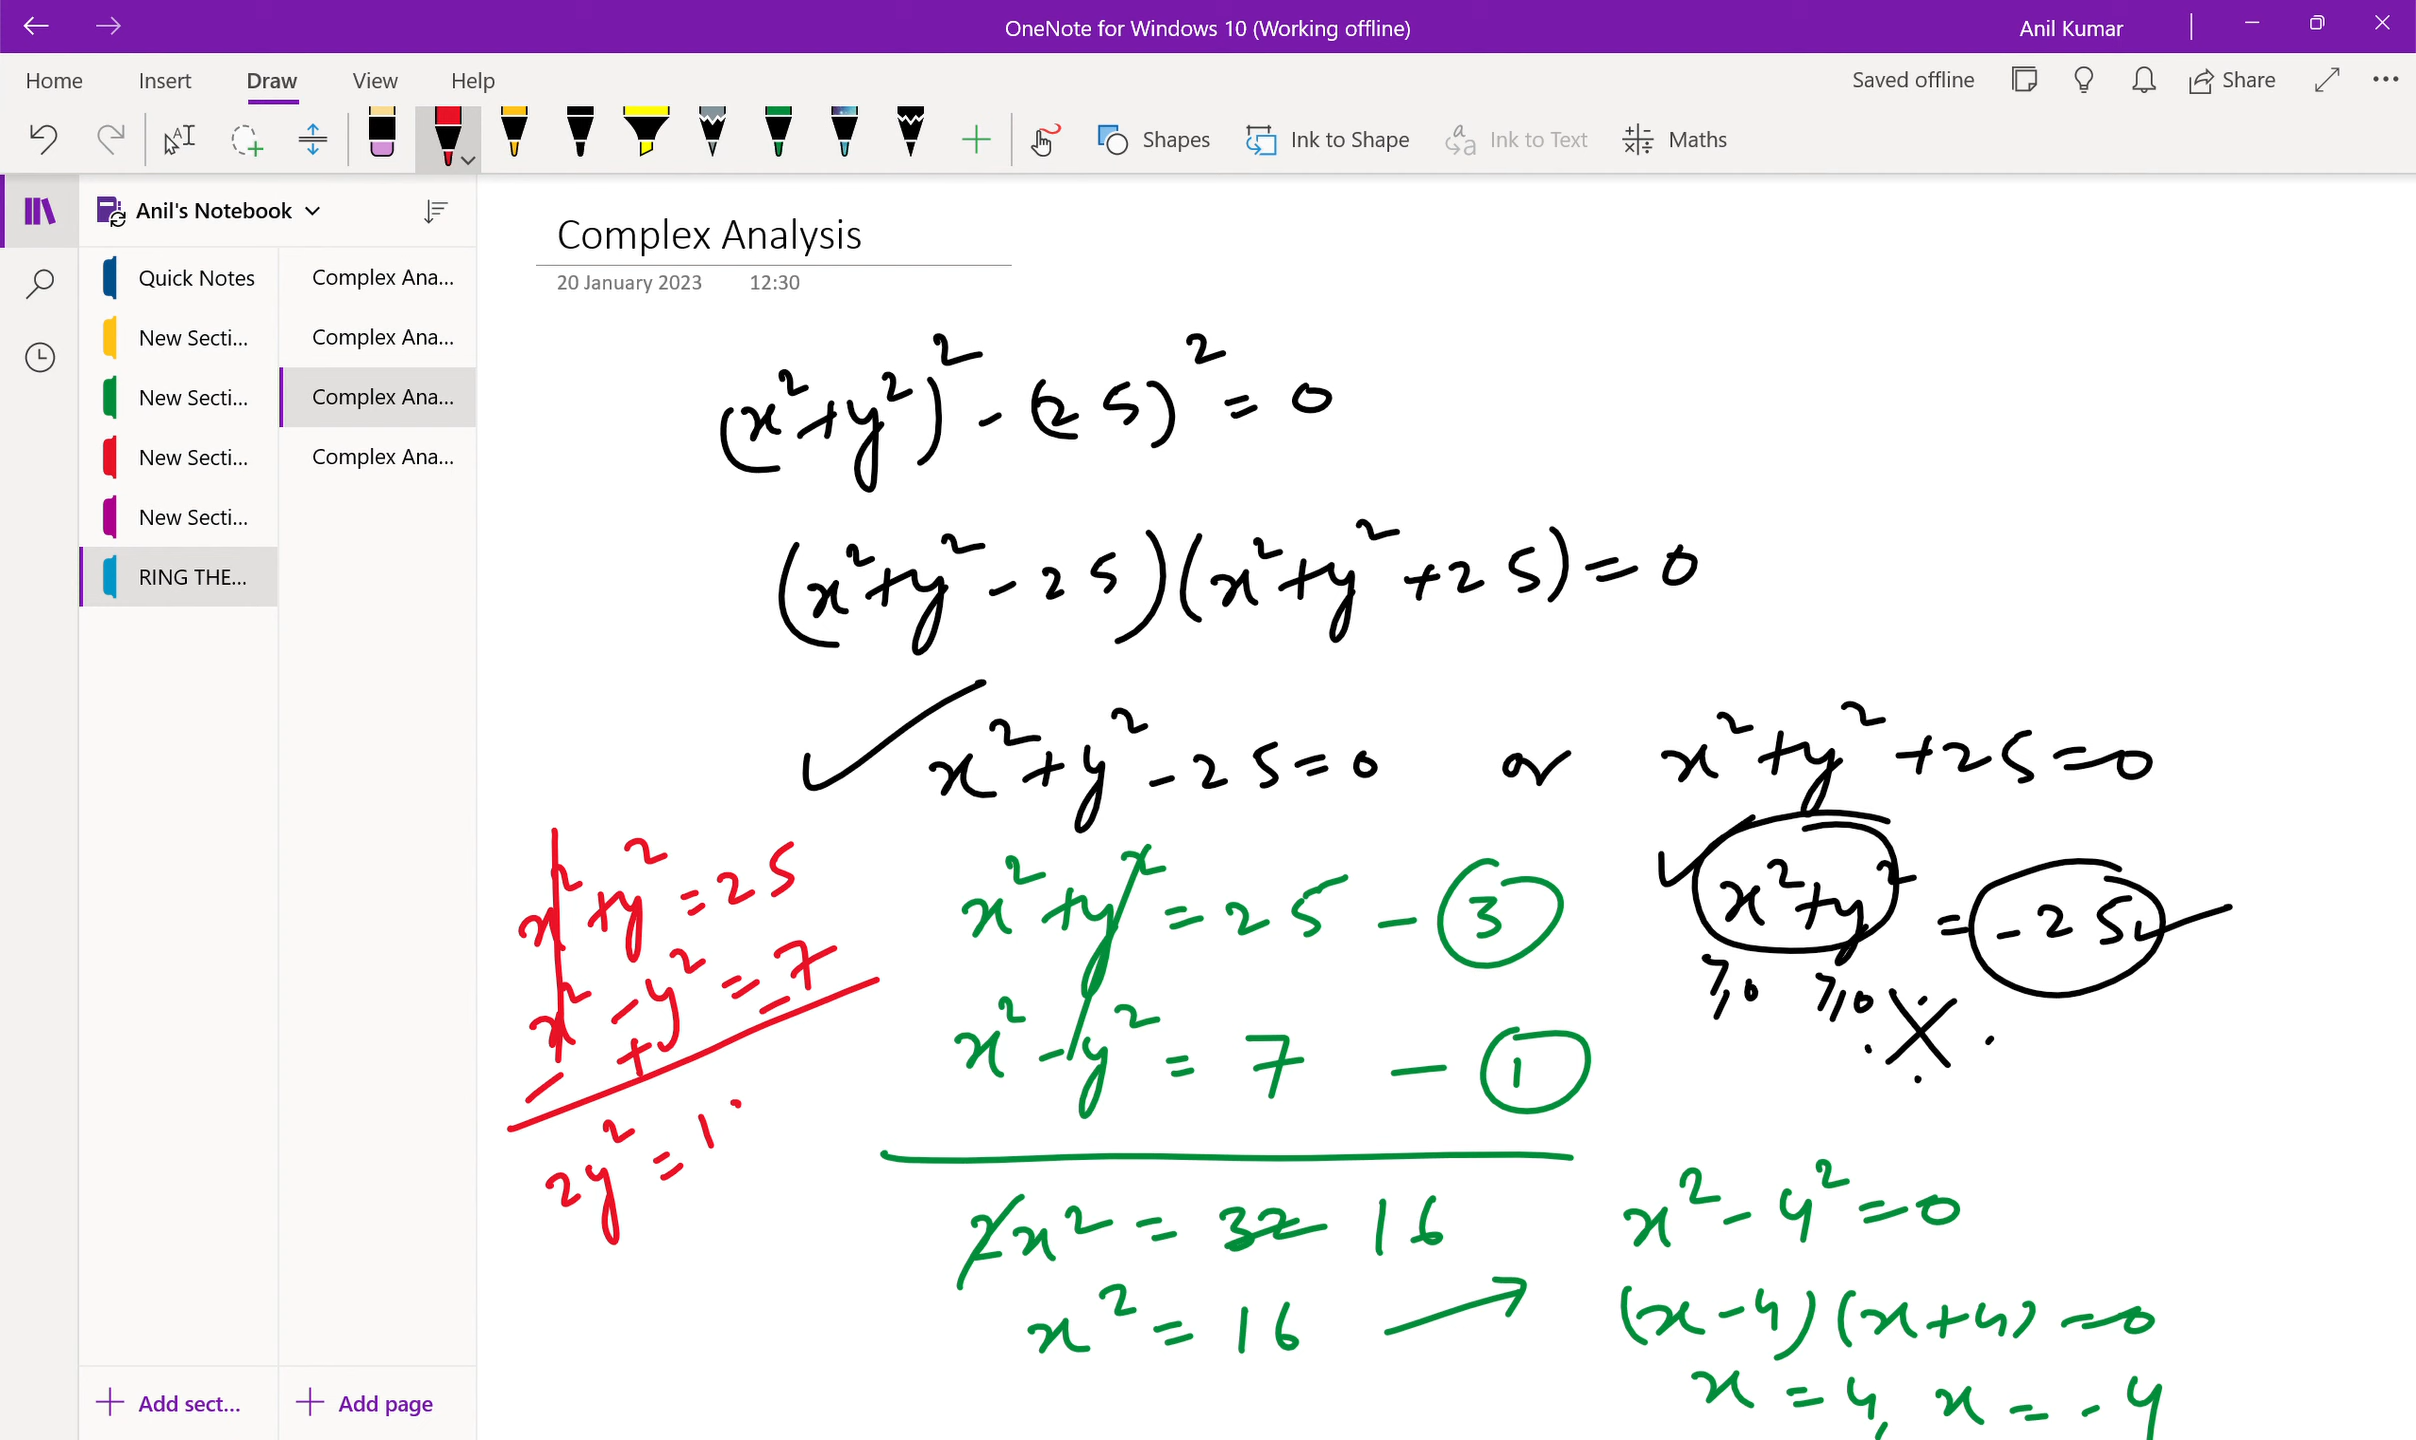 OneNote for Windows 10 (Working offline)
Anil Kumar
Home Insert Draw View Help
Saved offline
Share
Shapes
Ink to Shape
Ink to Text
Maths
Anil's Notebook
Quick Notes
New Secti...
New Secti...
New Secti...
New Secti...
RING THE...
Complex Ana...
Complex Ana...
Complex Ana...
Complex Ana...
Add sect...
Add page
Complex Analysis
20 January 2023 12:30
(x²+y²)² - (25)² = 0
(x²+y² - 25)(x²+y² + 25) = 0
x²+y² - 25 = 0 or x²+y² + 25 = 0
x²+y² = -25
≥0 ≥0
x²+y² = 25 - 3
x² - y² = 7 - 1
2x² = 32 16
x² = 16
x² - 4² = 0
(x-4)(x+4) = 0
x = 4, x = -4
x²+y² = 25
x² - y² = 7
- + -
2y² = 1